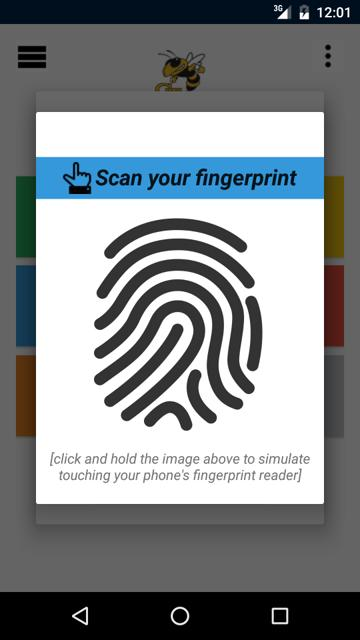 3G 12:01
Scan your fingerprint
[click and hold the image above to simulate
touching your phone's fingerprint reader]